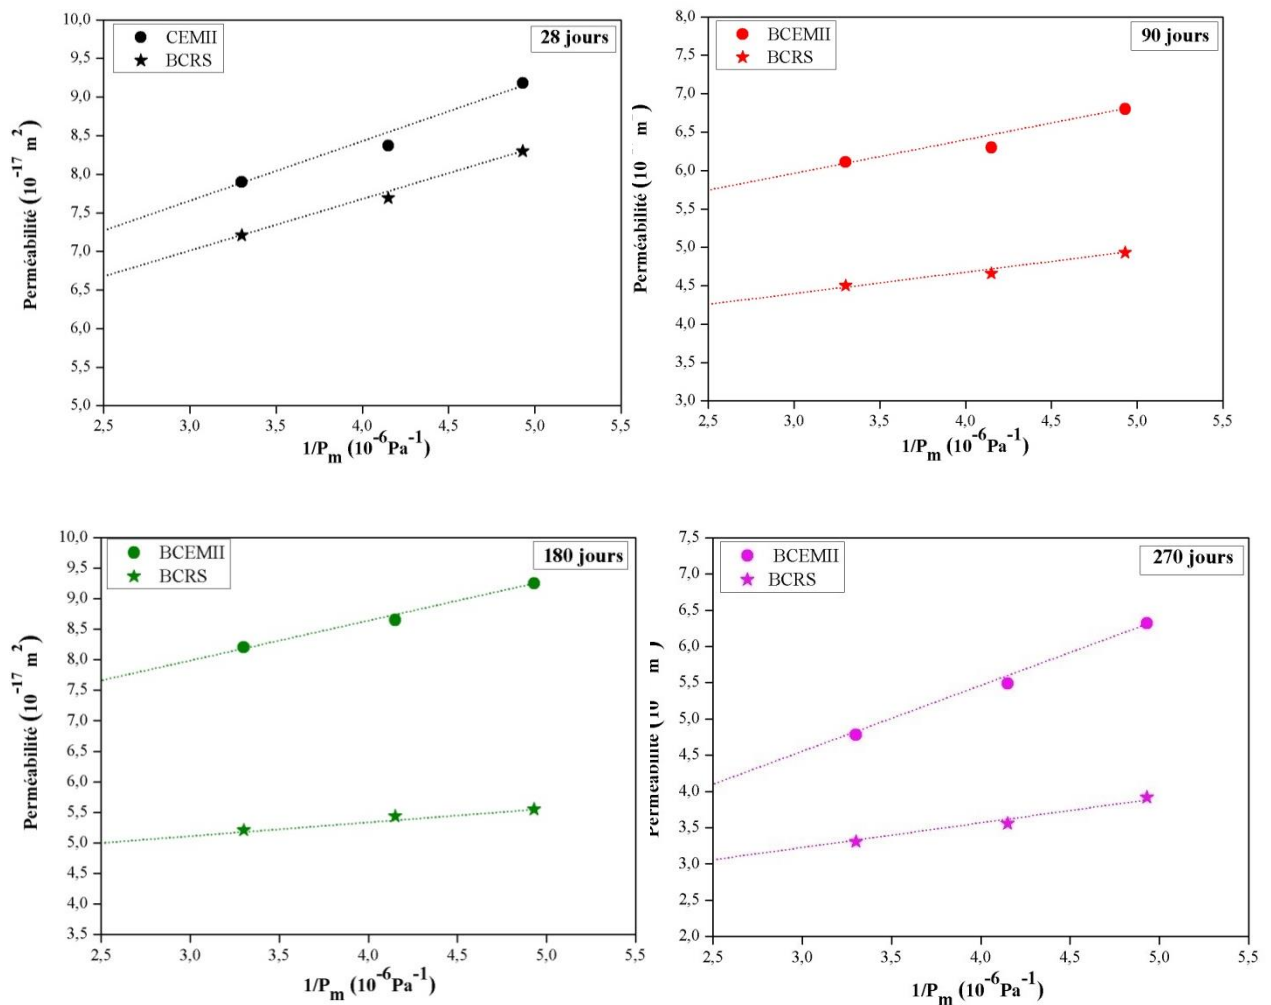 10,0
9,5
9,0
8,5
8,0
7,5
7,0
6,5
6,0
5,5
5,0
CEMII
BCRS
28 jours
Perméabilité (10⁻¹⁷ m²)
2,5 3,0 3,5 4,0 4,5 5,0 5,5
1/Pₘ (10⁻⁶Pa⁻¹)
8,0
7,5
7,0
6,5
6,0
5,5
5,0
4,5
4,0
3,5
3,0
BCEMII
BCRS
90 jours
Perméabilité (10 m
2,5 3,0 3,5 4,0 4,5 5,0 5,5
1/Pₘ (10⁻⁶Pa⁻¹)
10,0
9,5
9,0
8,5
8,0
7,5
7,0
6,5
6,0
5,5
5,0
4,5
4,0
3,5
BCEMII
BCRS
180 jours
Perméabilité (10⁻¹⁷ m²)
2,5 3,0 3,5 4,0 4,5 5,0 5,5
1/Pₘ (10⁻⁶Pa⁻¹)
7,5
7,0
6,5
6,0
5,5
5,0
4,5
4,0
3,5
3,0
2,5
2,0
BCEMII
BCRS
270 jours
Perméabilité (10 m)
2,5 3,0 3,5 4,0 4,5 5,0 5,5
1/Pₘ (10⁻⁶Pa⁻¹)